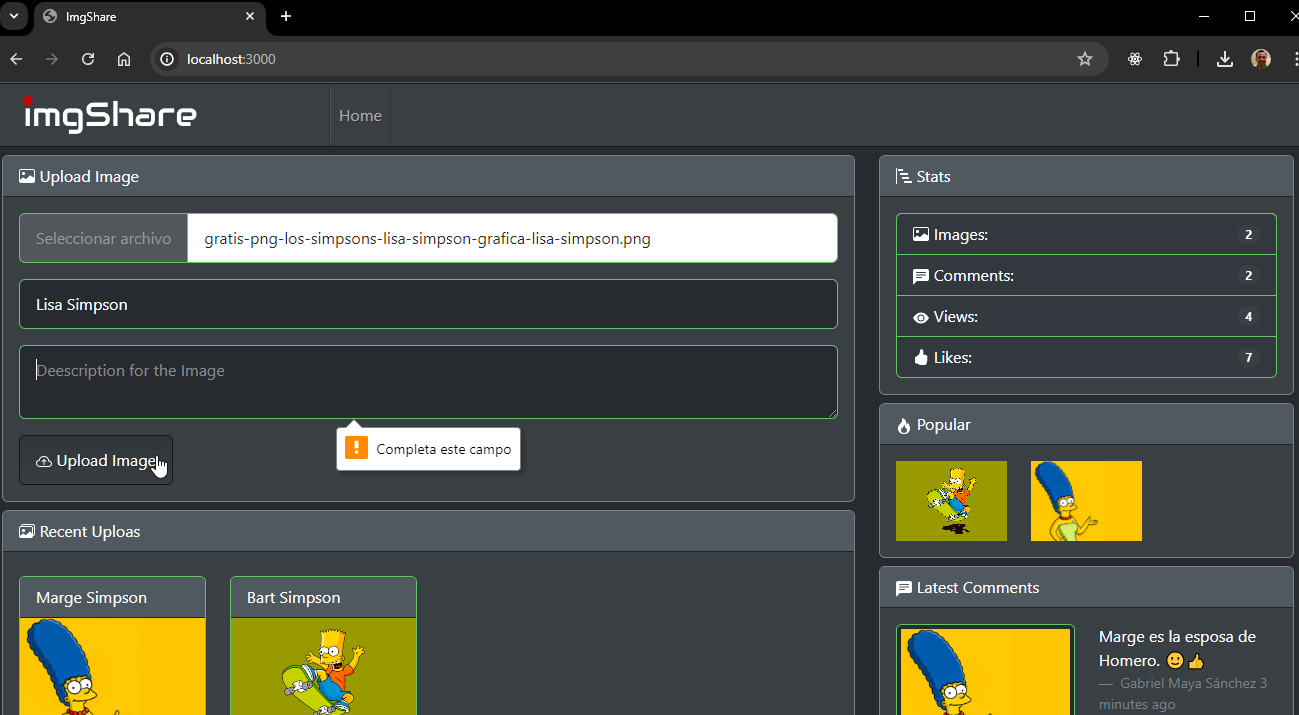 ImgShare
localhost:3000
imgShare
Home
Upload Image
Seleccionar archivo gratis-png-los-simpsons-lisa-simpson-grafica-lisa-simpson.png
Lisa Simpson
Deescription for the Image
Completa este campo
Upload Image
Recent Uploas
Marge Simpson
Bart Simpson
Stats
Images: 2
Comments: 2
Views: 4
Likes: 7
Popular
Latest Comments
Marge es la esposa de
Homero. 🙂👍
— Gabriel Maya Sánchez 3
minutes ago